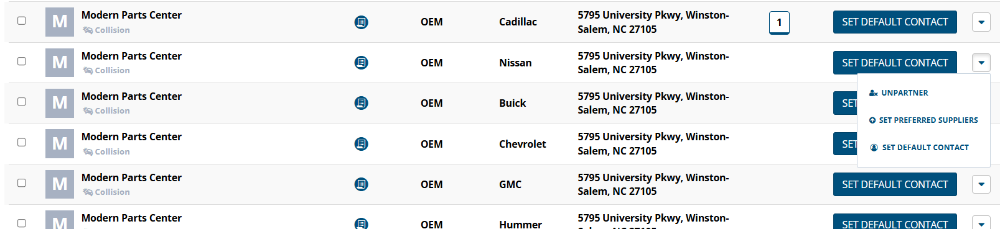 M Modern Parts Center
Collision
OEM
Cadillac
5795 University Pkwy, Winston-
Salem, NC 27105
1
SET DEFAULT CONTACT
M Modern Parts Center
Collision
OEM
Nissan
5795 University Pkwy, Winston-
Salem, NC 27105
SET DEFAULT CONTACT
UNPARTNER
SET PREFERRED SUPPLIERS
SET DEFAULT CONTACT
M Modern Parts Center
Collision
OEM
Buick
5795 University Pkwy, Winston-
Salem, NC 27105
SET
M Modern Parts Center
Collision
OEM
Chevrolet
5795 University Pkwy, Winston-
Salem, NC 27105
SET
M Modern Parts Center
Collision
OEM
GMC
5795 University Pkwy, Winston-
Salem, NC 27105
SET DEFAULT CONTACT
M Modern Parts Center
OEM
Hummer
5795 University Pkwy, Winston-
Salem, NC 27105
SET DEFAULT CONTACT